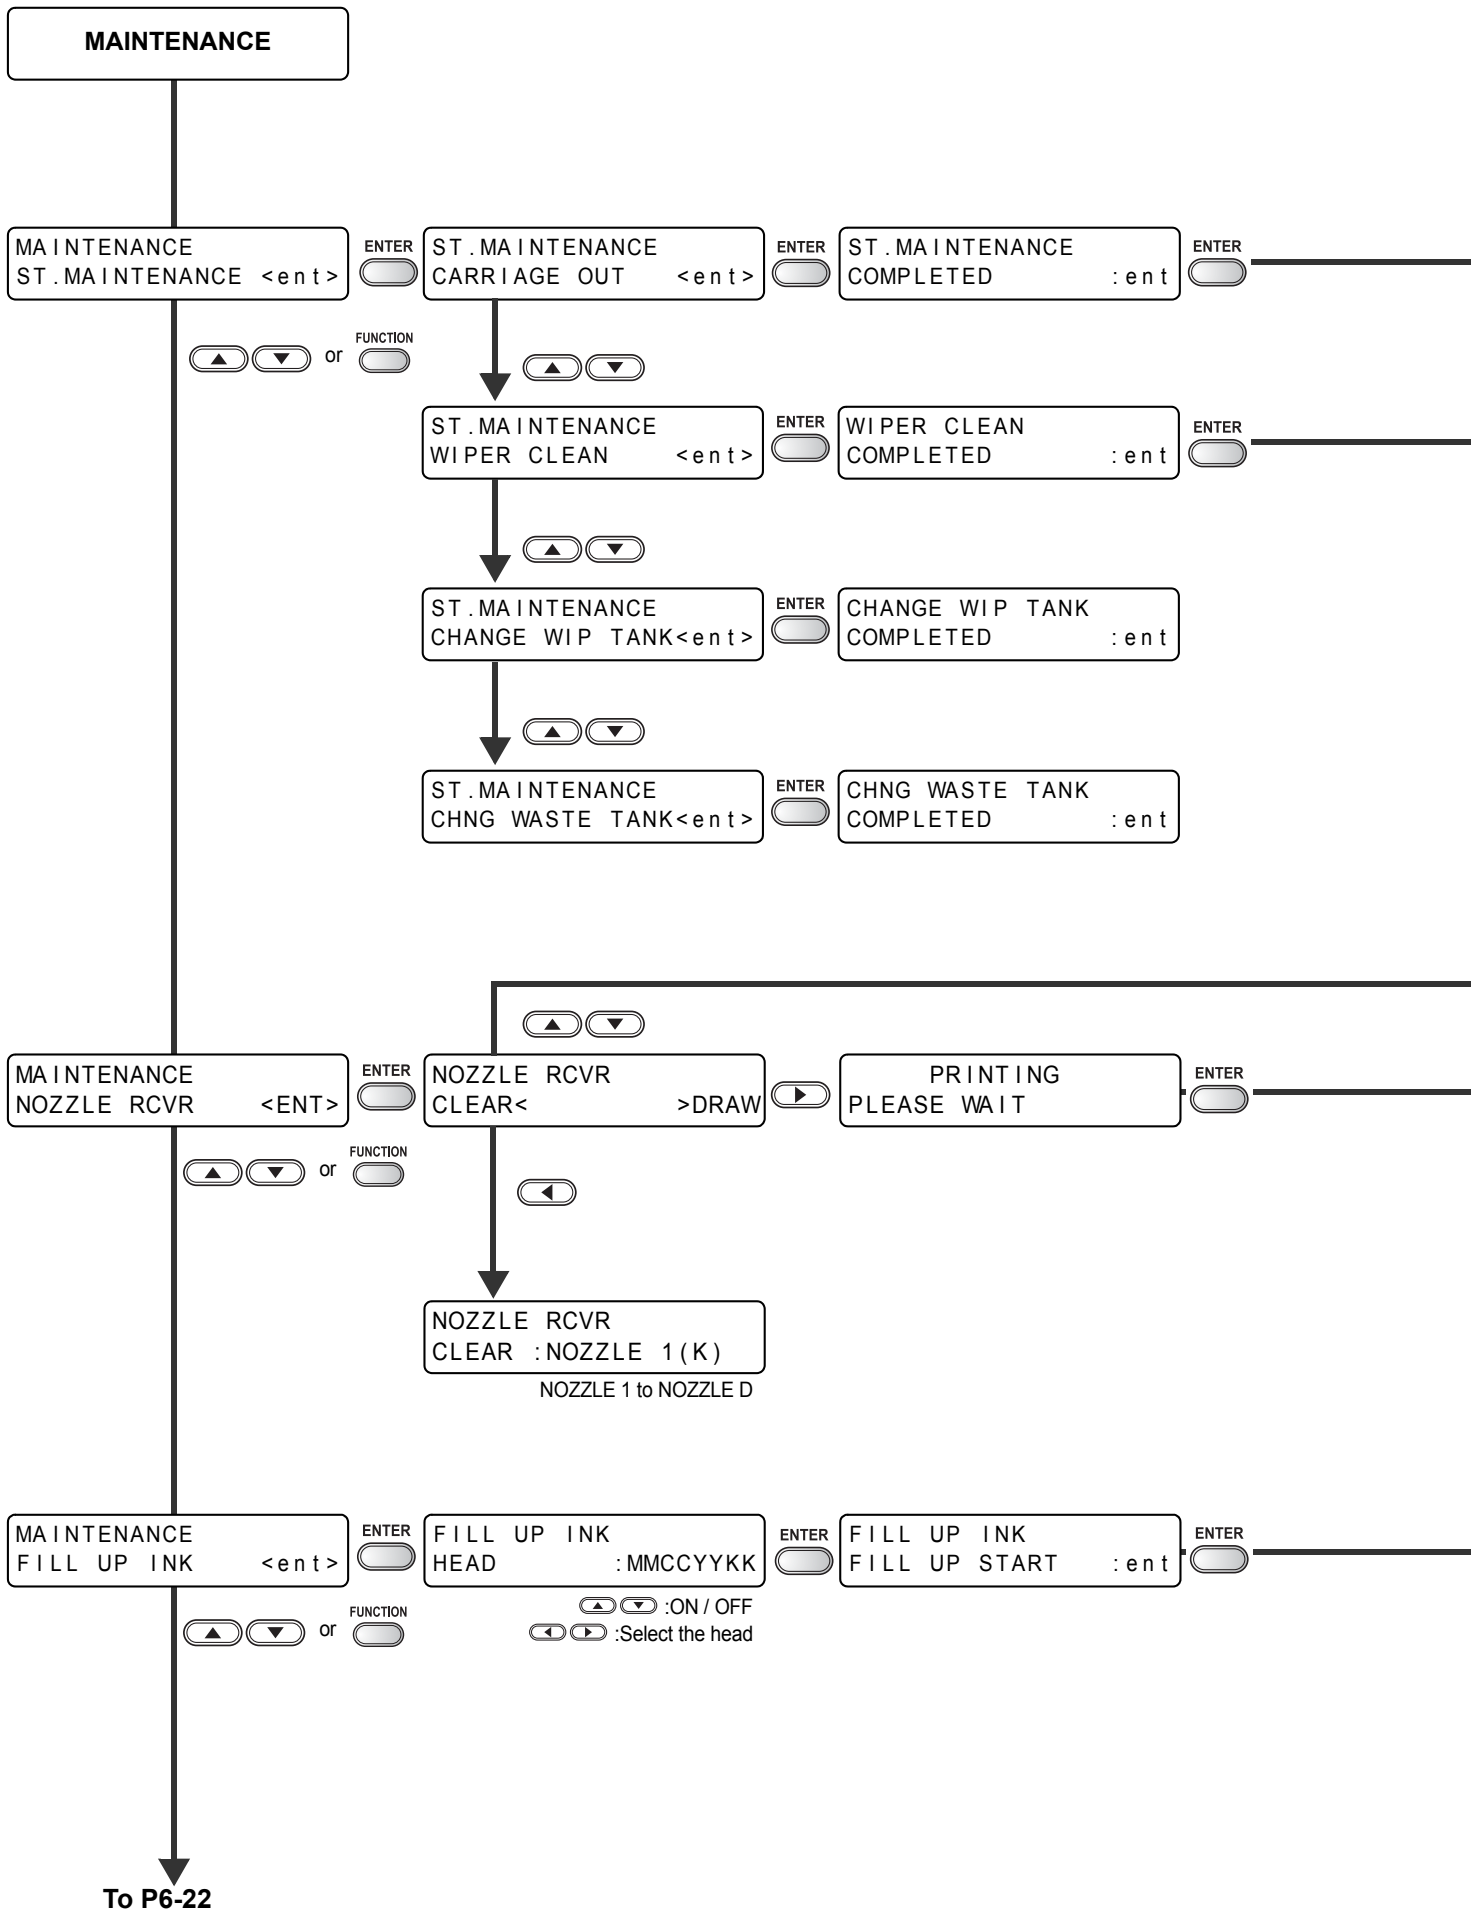 MAINTENANCE
MAINTENANCE
ST.MAINTENANCE <ent>
ENTER
ST.MAINTENANCE
CARRIAGE OUT <ent>
ENTER
ST.MAINTENANCE
COMPLETED :ent
ENTER
or
FUNCTION
ST.MAINTENANCE
WIPER CLEAN <ent>
ENTER
WIPER CLEAN
COMPLETED :ent
ENTER
ST.MAINTENANCE
CHANGE WIP TANK<ent>
ENTER
CHANGE WIP TANK
COMPLETED :ent
ST.MAINTENANCE
CHNG WASTE TANK<ent>
ENTER
CHNG WASTE TANK
COMPLETED :ent
MAINTENANCE
NOZZLE RCVR <ENT>
ENTER
NOZZLE RCVR
CLEAR< >DRAW
PRINTING
PLEASE WAIT
ENTER
or
FUNCTION
NOZZLE RCVR
CLEAR :NOZZLE 1(K)
NOZZLE 1 to NOZZLE D
MAINTENANCE
FILL UP INK <ent>
ENTER
FILL UP INK
HEAD :MMCCYYKK
ENTER
FILL UP INK
FILL UP START :ent
ENTER
or
FUNCTION
:ON / OFF
:Select the head
To P6-22